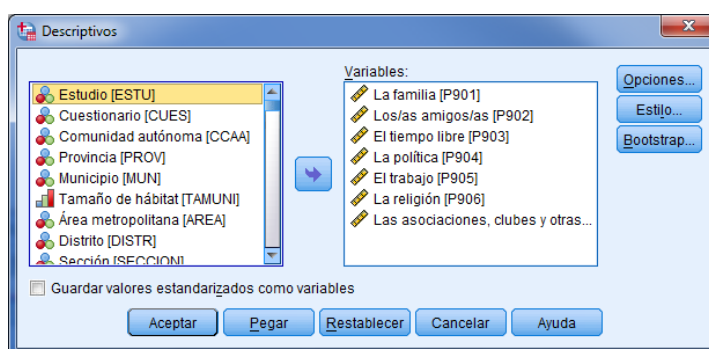 Descriptivos
Variables:
Estudio [ESTU]
Cuestionario [CUES]
Comunidad autónoma [CCAA]
Provincia [PROV]
Municipio [MUN]
Tamaño de hábitat [TAMUNI]
Área metropolitana [AREA]
Distrito [DISTR]
Sección [SECCION]
La familia [P901]
Los/as amigos/as [P902]
El tiempo libre [P903]
La política [P904]
El trabajo [P905]
La religión [P906]
Las asociaciones, clubes y otras...
Opciones...
Estilo...
Bootstrap...
Guardar valores estandarizados como variables
Aceptar Pegar Restablecer Cancelar Ayuda